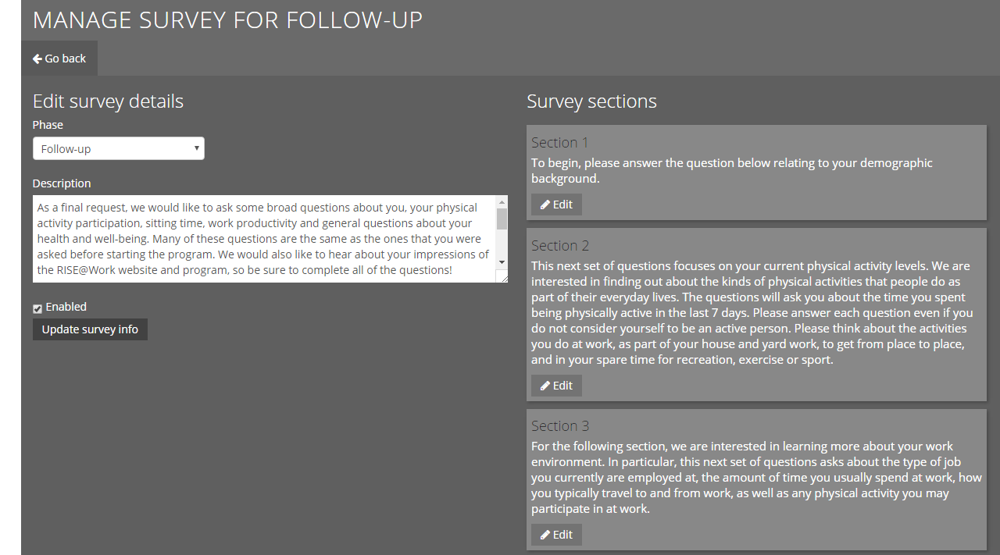 MANAGE SURVEY FOR FOLLOW-UP
Go back
Edit survey details
Phase
Follow-up
Description
As a final request, we would like to ask some broad questions about you, your physical
activity participation, sitting time, work productivity and general questions about your
health and well-being. Many of these questions are the same as the ones that you were
asked before starting the program. We would also like to hear about your impressions of
the RISE@Work website and program, so be sure to complete all of the questions!
Enabled
Update survey info
Survey sections
Section 1
To begin, please answer the question below relating to your demographic
background.
Edit
Section 2
This next set of questions focuses on your current physical activity levels. We are
interested in finding out about the kinds of physical activities that people do as
part of their everyday lives. The questions will ask you about the time you spent
being physically active in the last 7 days. Please answer each question even if you
do not consider yourself to be an active person. Please think about the activities
you do at work, as part of your house and yard work, to get from place to place,
and in your spare time for recreation, exercise or sport.
Edit
Section 3
For the following section, we are interested in learning more about your work
environment. In particular, this next set of questions asks about the type of job
you currently are employed at, the amount of time you usually spend at work, how
you typically travel to and from work, as well as any physical activity you may
participate in at work.
Edit